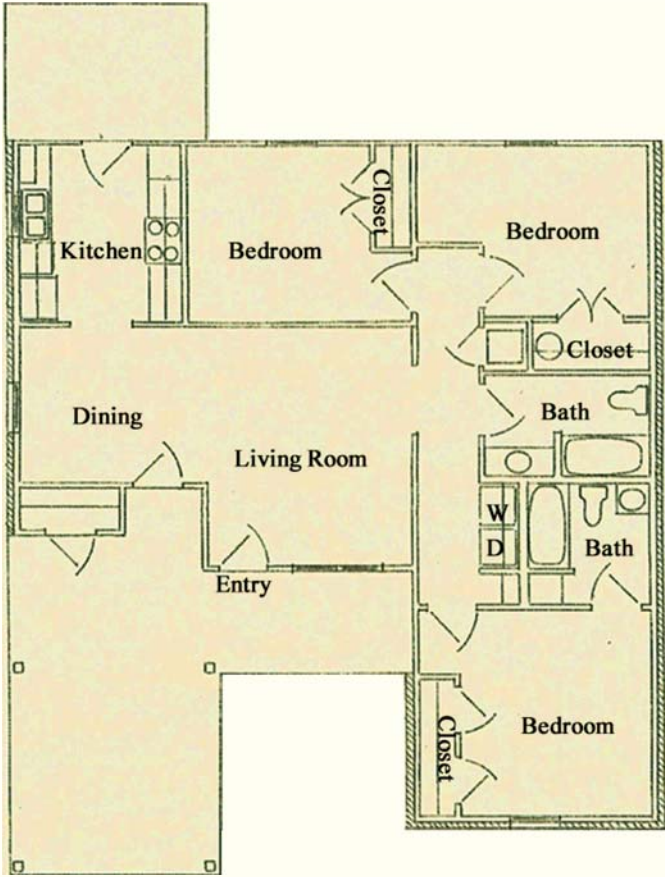 Kitchen
Bedroom
Closet
Bedroom
Closet
Dining
Living Room
Bath
W
D
Bath
Entry
Closet
Bedroom